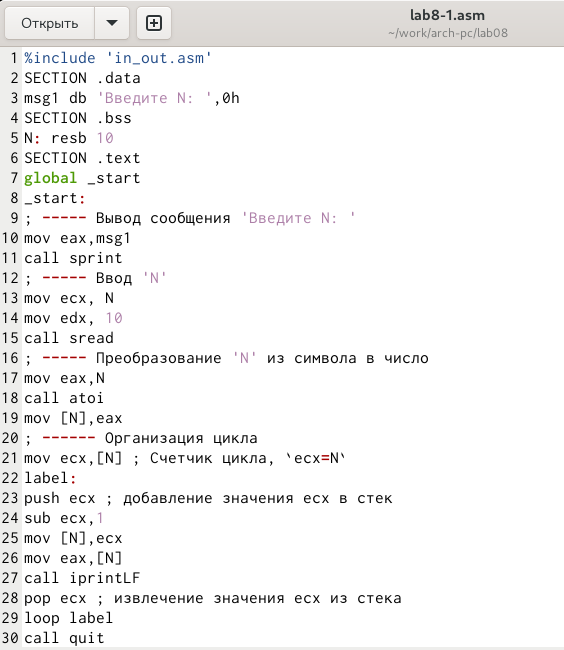 Открыть
lab8-1.asm
~/work/arch-pc/lab08
1 %include 'in_out.asm'
2 SECTION .data
3 msg1 db 'Введите N: ',0h
4 SECTION .bss
5 N: resb 10
6 SECTION .text
7 global _start
8 _start:
9 ; ----- Вывод сообщения 'Введите N: '
10 mov eax,msg1
11 call sprint
12 ; ----- Ввод 'N'
13 mov ecx, N
14 mov edx, 10
15 call sread
16 ; ----- Преобразование 'N' из символа в число
17 mov eax,N
18 call atoi
19 mov [N],eax
20 ; ------ Организация цикла
21 mov ecx,[N] ; Счетчик цикла, `ecx=N`
22 label:
23 push ecx ; добавление значения ecx в стек
24 sub ecx,1
25 mov [N],ecx
26 mov eax,[N]
27 call iprintLF
28 pop ecx ; извлечение значения ecx из стека
29 loop label
30 call quit